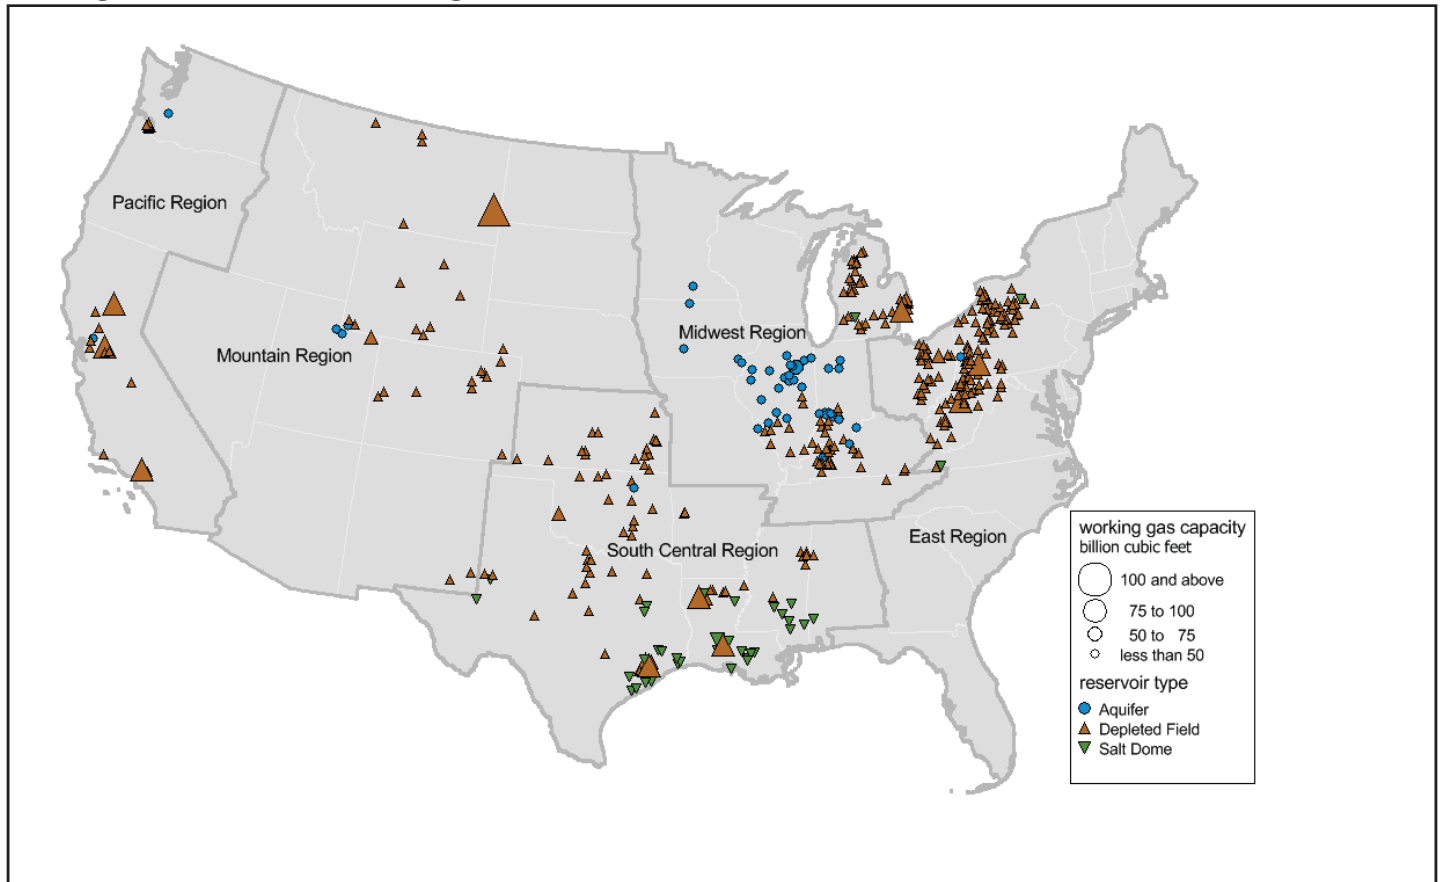 Pacific Region
Mountain Region
Midwest Region
South Central Region
East Region
working gas capacity
billion cubic feet
100 and above
75 to 100
50 to 75
less than 50
reservoir type
Aquifer
Depleted Field
Salt Dome